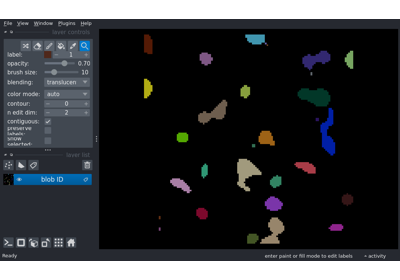 File View Window Plugins Help
layer controls
label: 1
opacity: 0.70
brush size: 10
blending: translucen
color mode: auto
contour: 0
n edit dim: 2
contiguous:
preserve labels:
show selected:
layer list
blob ID
Ready enter paint or fill mode to edit labels activity